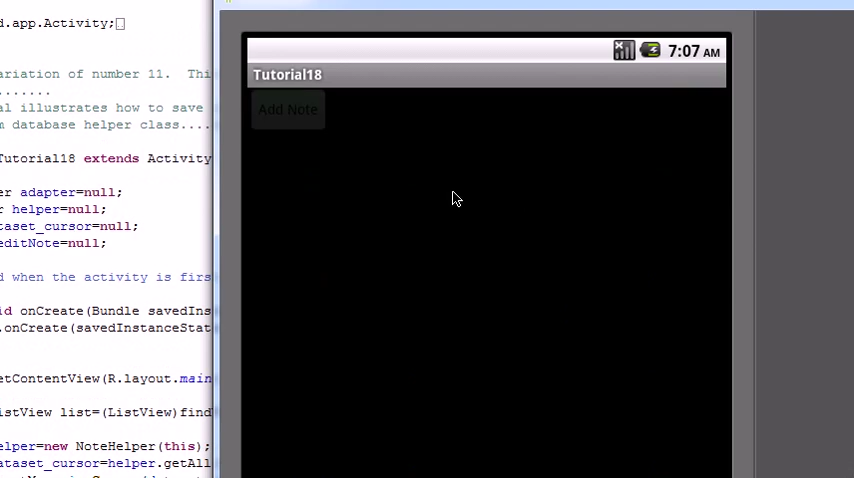 d.app.Activity;
ariation of number 11.  Thi
.......
al illustrates how to save
m database helper class....
Tutorial18 extends Activity
er adapter=null;
r helper=null;
taset_cursor=null;
editNote=null;
d when the activity is firs
id onCreate(Bundle savedIns
.onCreate(savedInstanceStat
etContentView(R.layout.main
istView list=(ListView)find
elper=new NoteHelper(this);
ataset_cursor=helper.getAll
7:07 AM
Tutorial18
Add Note